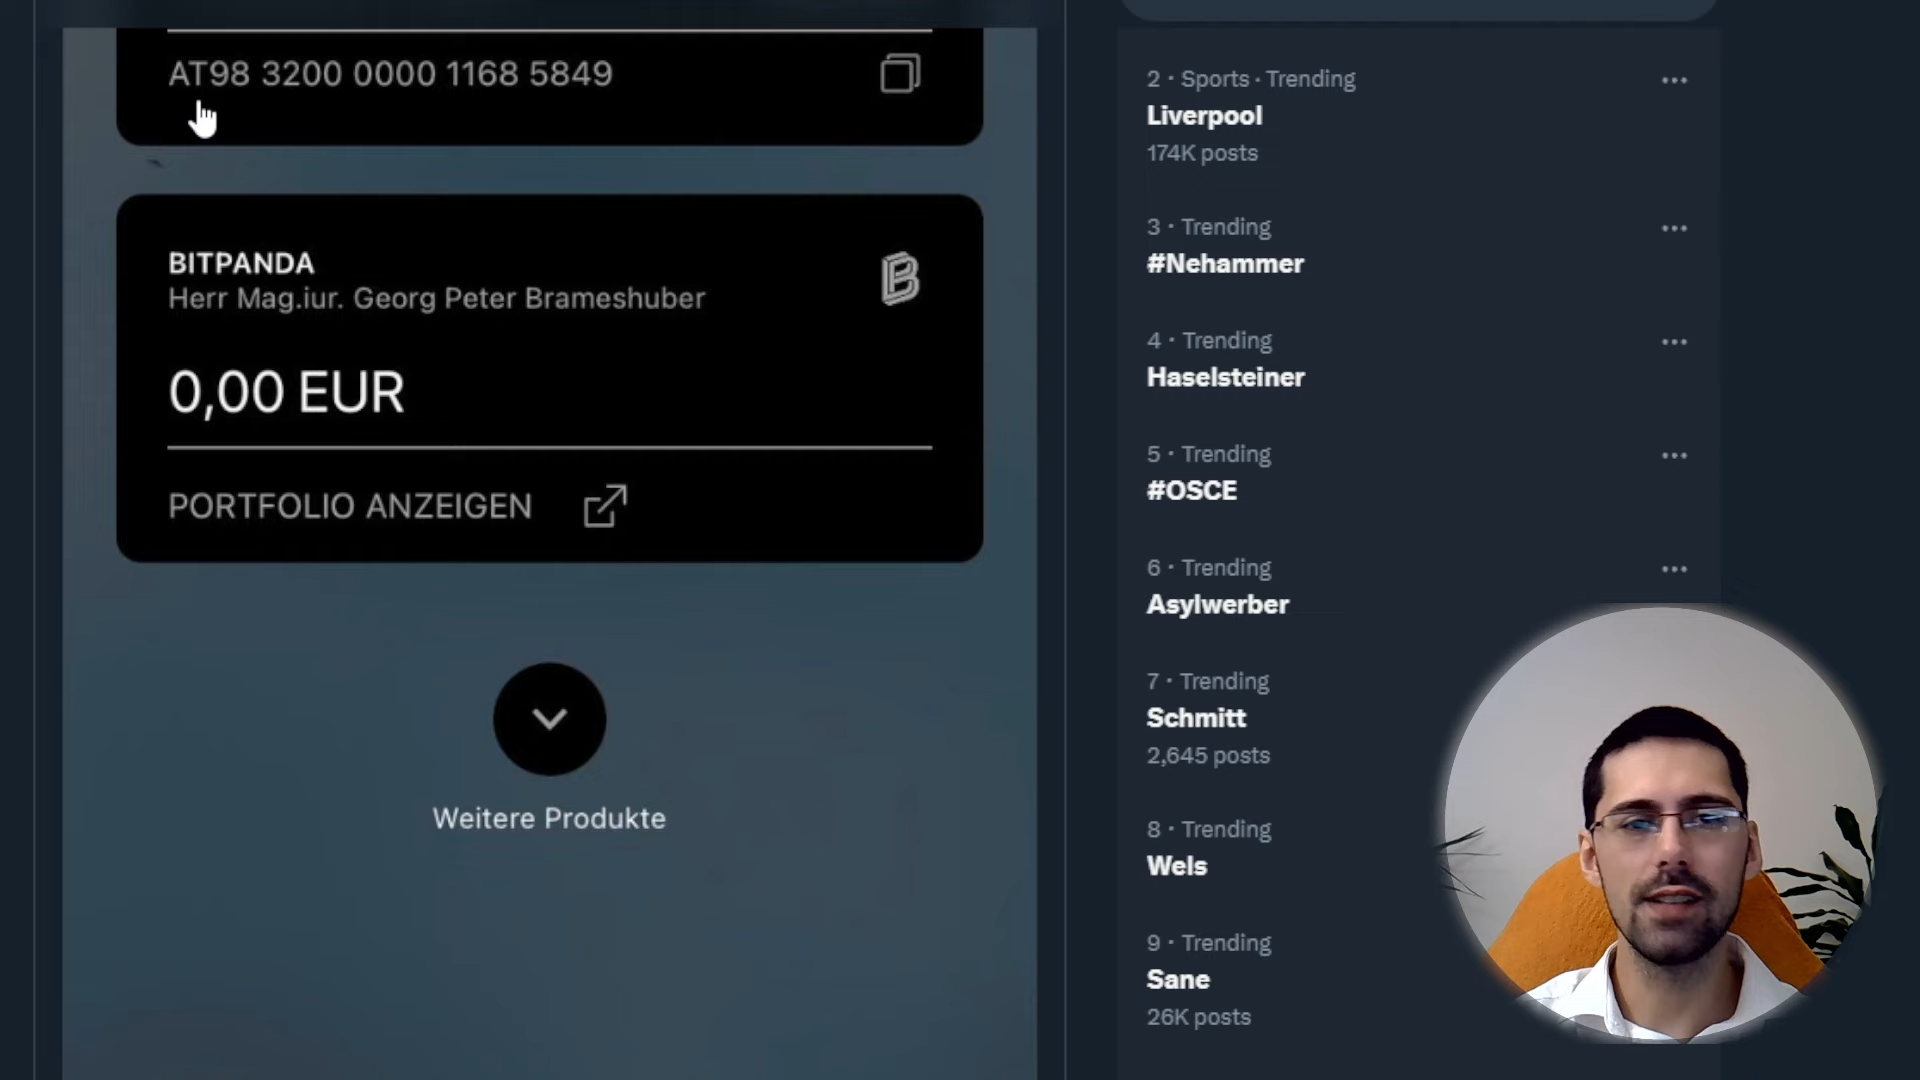 AT98 3200 0000 1168 5849
BITPANDA
Herr Mag.iur. Georg Peter Brameshuber
0,00 EUR
PORTFOLIO ANZEIGEN
Weitere Produkte
2 · Sports · Trending
Liverpool
174K posts
3 · Trending
#Nehammer
4 · Trending
Haselsteiner
5 · Trending
#OSCE
6 · Trending
Asylwerber
7 · Trending
Schmitt
2,645 posts
8 · Trending
Wels
9 · Trending
Sane
26K posts